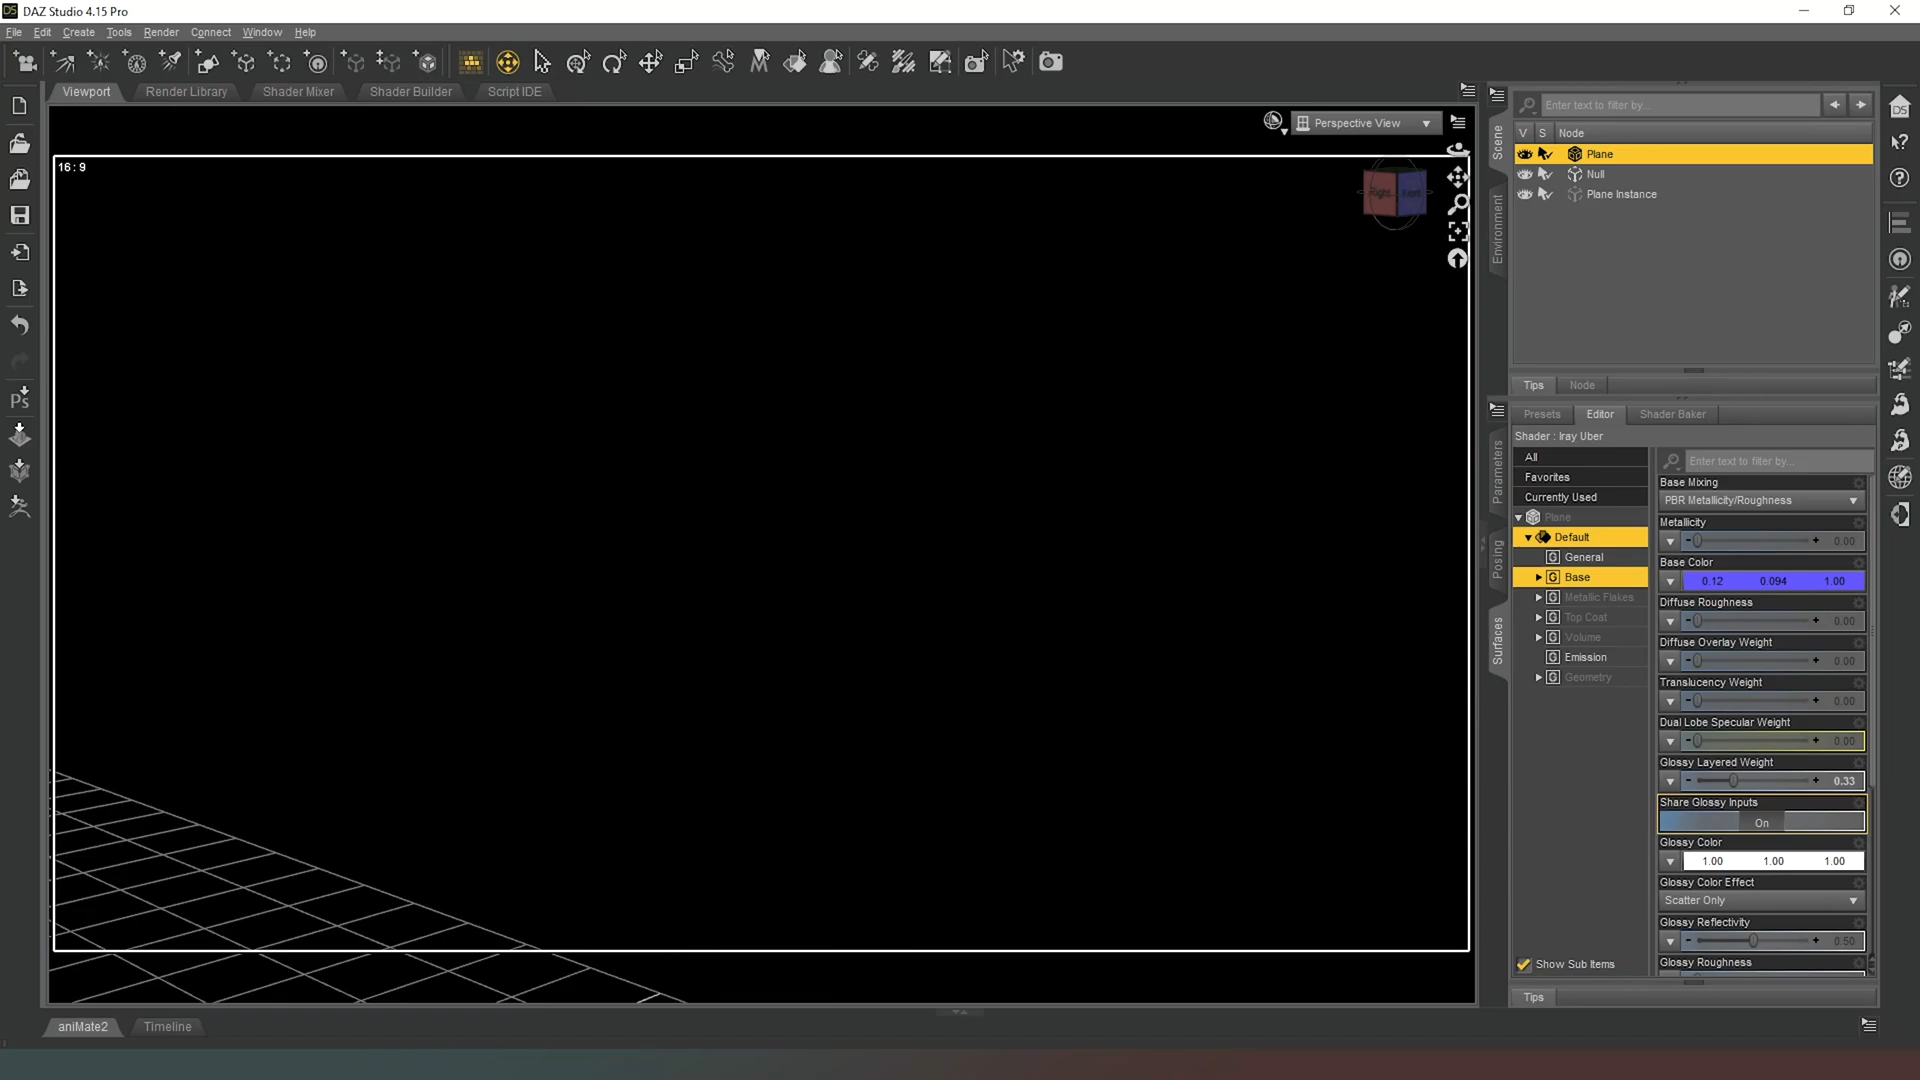 DAZ Studio 4.15 Pro
File Edit Create Tools Render Connect Window Help
Viewport Render Library Shader Mixer Shader Builder Script IDE
Perspective View
16 : 9
Right Front
Scene
Environment
Enter text to filter by...
V S Node
Plane
Null
Plane Instance
Tips Node
Presets Editor Shader Baker
Shader : Iray Uber
Parameters
Posing
Surfaces
All
Favorites
Currently Used
Plane
Default
General
Base
Metallic Flakes
Top Coat
Volume
Emission
Geometry
Show Sub Items
Enter text to filter by...
Base Mixing
PBR Metallicity/Roughness
Metallicity
0.00
Base Color
0.12 0.094 1.00
Diffuse Roughness
0.00
Diffuse Overlay Weight
0.00
Translucency Weight
0.00
Dual Lobe Specular Weight
0.00
Glossy Layered Weight
0.33
Share Glossy Inputs
On
Glossy Color
1.00 1.00 1.00
Glossy Color Effect
Scatter Only
Glossy Reflectivity
0.50
Glossy Roughness
Tips
aniMate2 Timeline
DS
Ps
DS